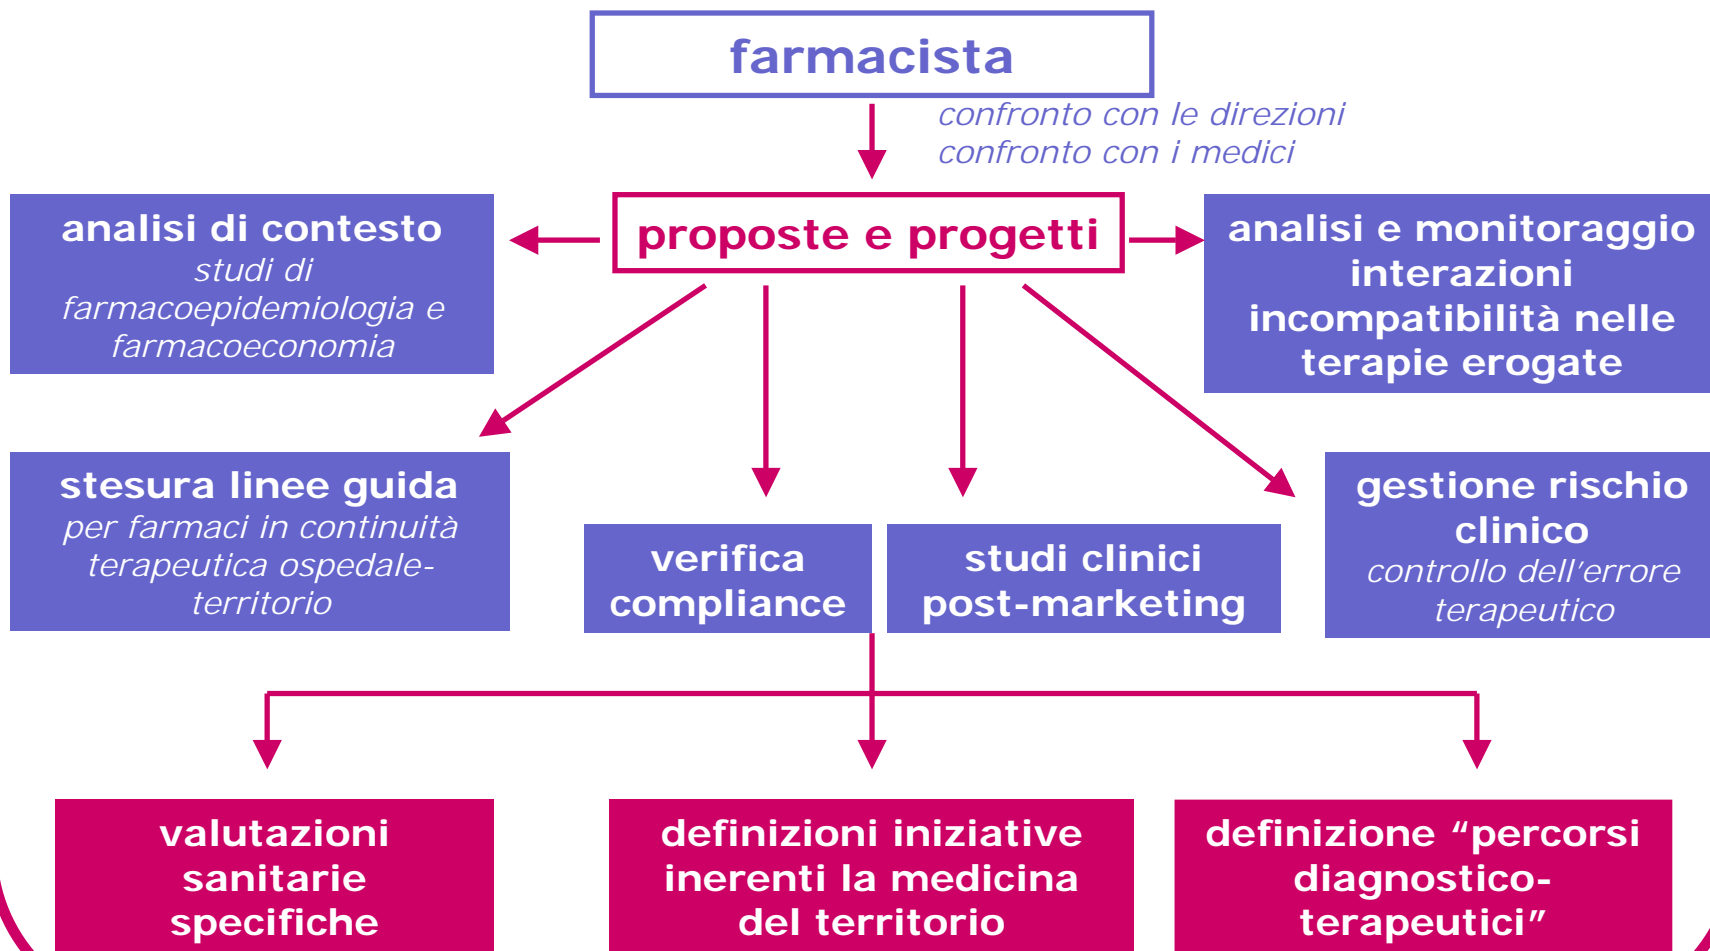 farmacista
confronto con le direzioni
confronto con i medici
proposte e progetti
analisi di contesto
studi di
farmacoepidemiologia e
farmacoeconomia
analisi e monitoraggio
interazioni
incompatibilità nelle
terapie erogate
stesura linee guida
per farmaci in continuità
terapeutica ospedale-
territorio
verifica
compliance
studi clinici
post-marketing
gestione rischio
clinico
controllo dell’errore
terapeutico
valutazioni
sanitarie
specifiche
definizioni iniziative
inerenti la medicina
del territorio
definizione “percorsi
diagnostico-
terapeutici”